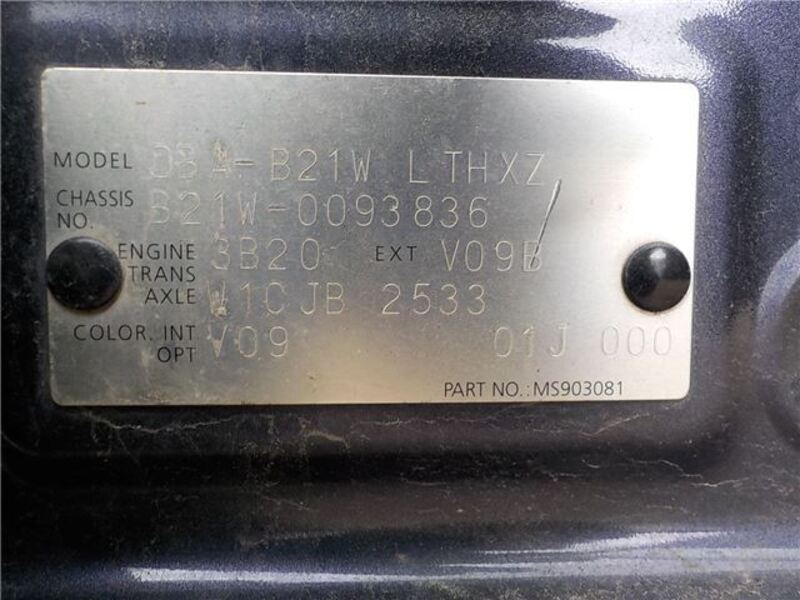 MODEL DBA-B21W LTHXZ
CHASSIS NO. B21W-0093836
ENGINE 3B20 EXT V09B
TRANS AXLE W1CJB 2533
COLOR. INT OPT V09 01J 000
PART NO.: MS903081